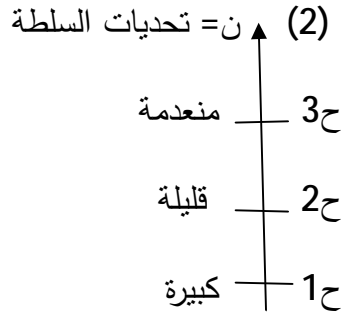 (2) ن= تحديات السلطة
ح3 منعدمة
ح2 قليلة
ح1 كبيرة